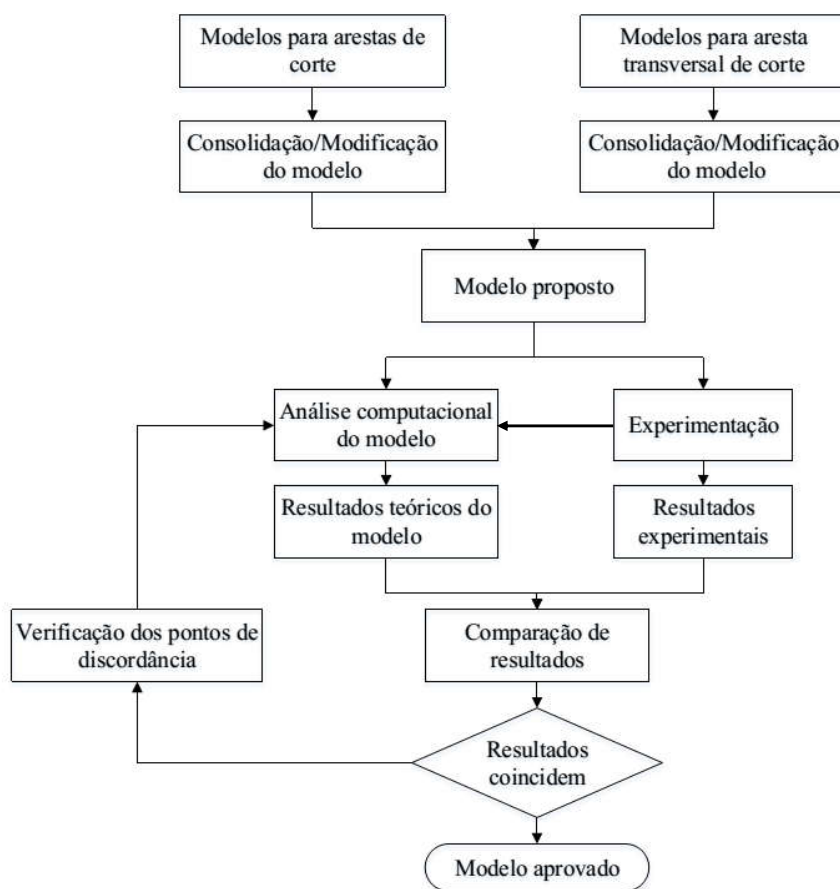 Modelos para arestas de
corte
Modelos para aresta
transversal de corte
Consolidação/Modificação
do modelo
Consolidação/Modificação
do modelo
Modelo proposto
Análise computacional
do modelo
Experimentação
Resultados teóricos do
modelo
Resultados
experimentais
Verificação dos pontos de
discordância
Comparação de
resultados
Resultados
coincidem
Modelo aprovado